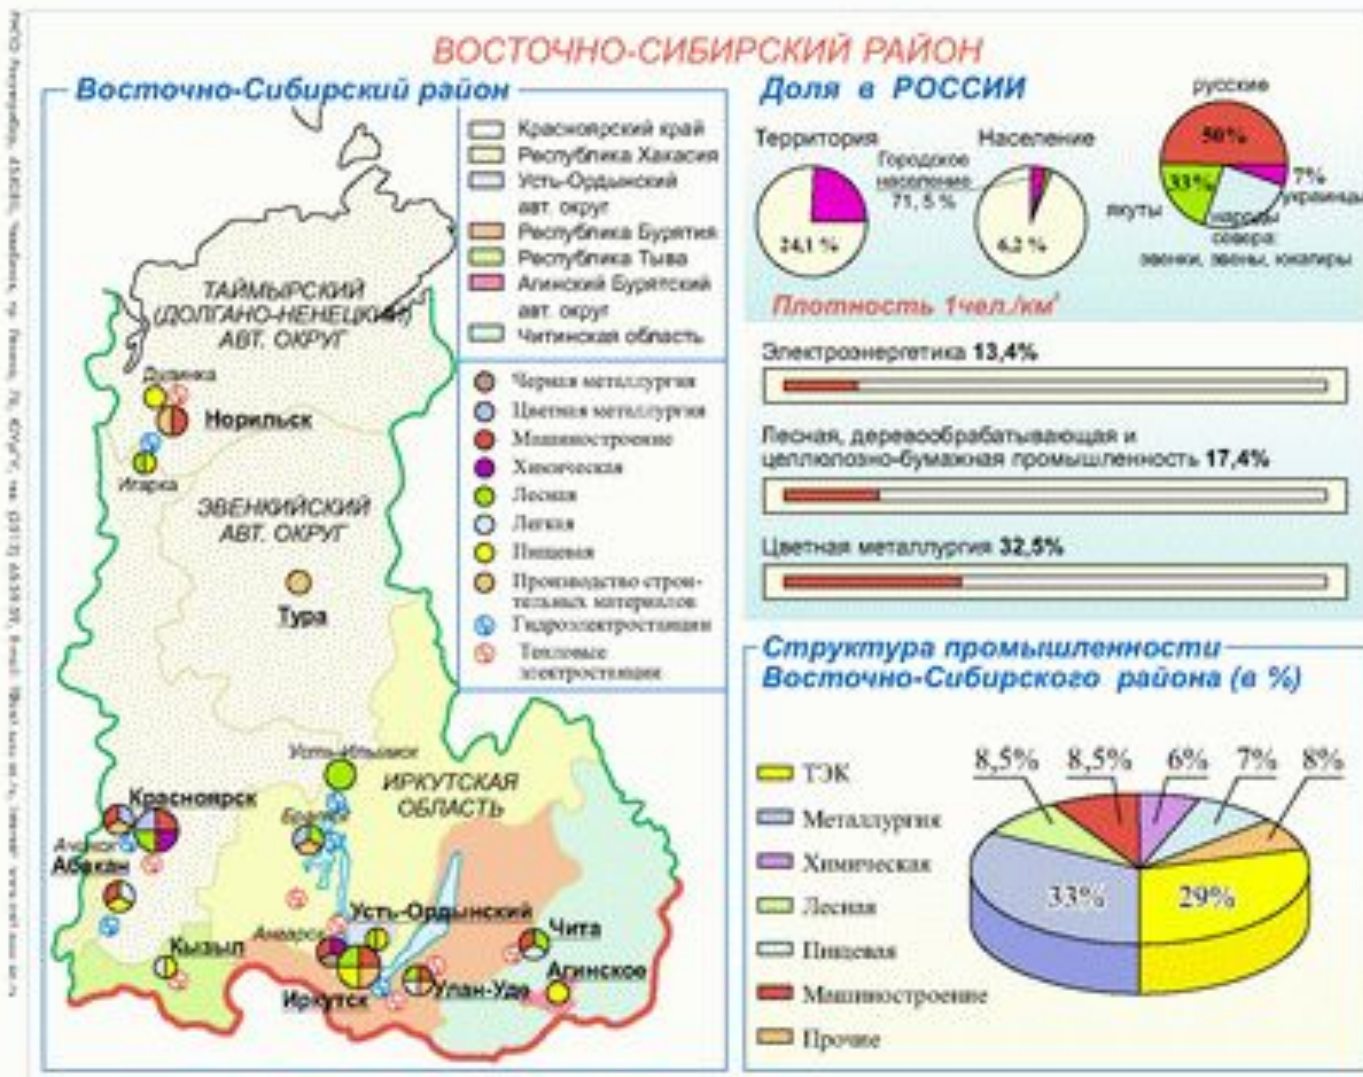 ВОСТОЧНО-СИБИРСКИЙ РАЙОН
Восточно-Сибирский район
Красноярский край
Республика Хакасия
Усть-Ордынский
авт. округ
Республика Бурятия
Республика Тыва
Агинский Бурятский
авт. округ
Читинская область
Черная металлургия
Цветная металлургия
Машиностроение
Химическая
Лесная
Легкая
Пищевая
Производство строи-
тельных материалов
Гидроэлектростанции
Тепловые
электростанции
ТАЙМЫРСКИЙ
(ДОЛГАНО-НЕНЕЦКИЙ)
АВТ. ОКРУГ
Дудинка
Норильск
Игарка
ЭВЕНКИЙСКИЙ
АВТ. ОКРУГ
Тура
Усть-Илимск
ИРКУТСКАЯ
ОБЛАСТЬ
Красноярск
Братск
Ачинск
Абакан
Усть-Ордынский
Ангарск
Чита
Кызыл
Агинское
Улан-Удэ
Иркутск
Доля в РОССИИ
Территория
24,1 %
Городское
население
71, 5 %
Население
6,2 %
русские
50%
33%
7%
украинцы
якуты
народы
севера:
эвенки, эвены, юкагиры
Плотность 1чел./км²
Электроэнергетика 13,4%
Лесная, деревообрабатывающая и
целлюлозно-бумажная промышленность 17,4%
Цветная металлургия 32,5%
Структура промышленности
Восточно-Сибирского района (в %)
ТЭК
Металлургия
Химическая
Лесная
Пищевая
Машиностроение
Прочие
8,5%
8,5%
6%
7%
8%
33%
29%